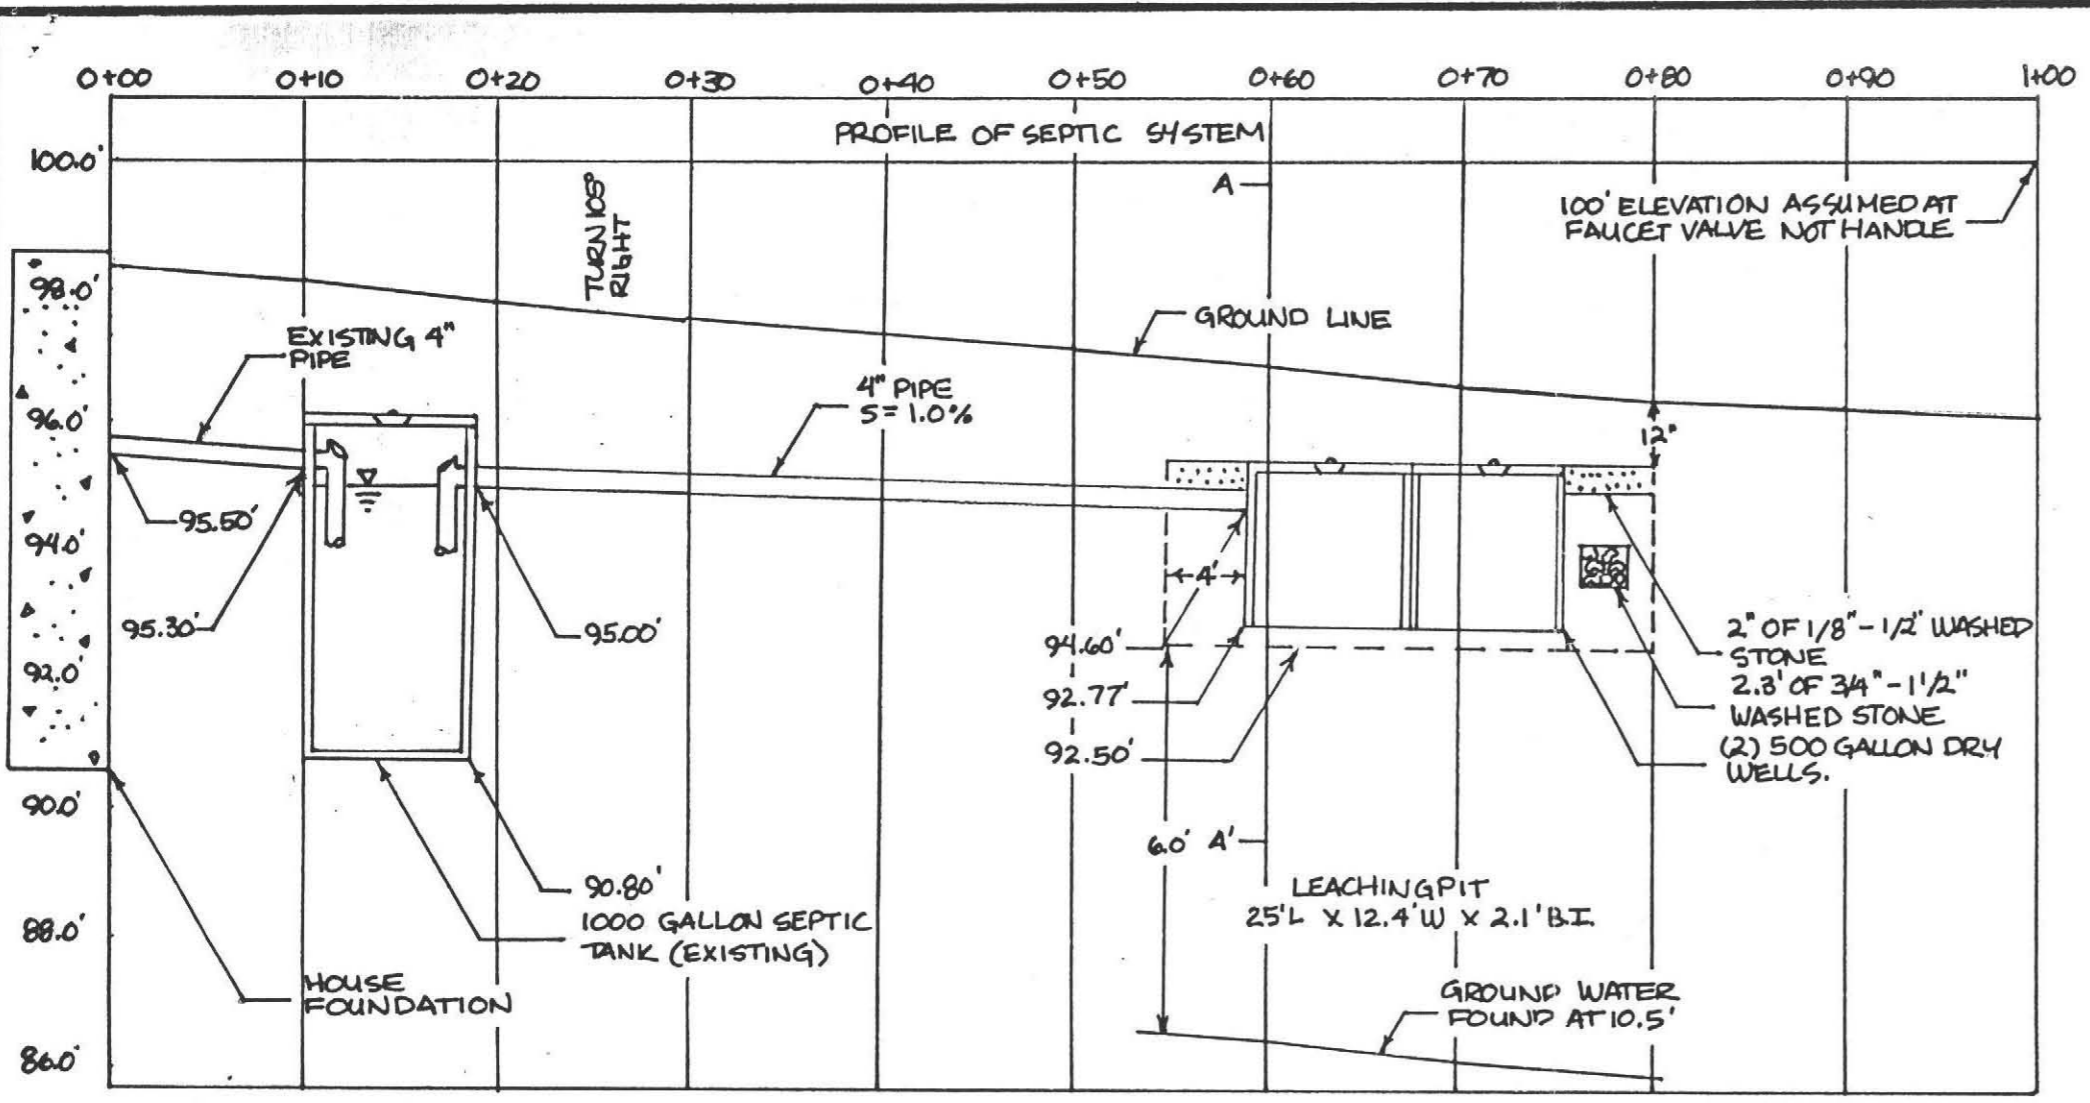 0+00 0+10 0+20 0+30 0+40 0+50 0+60 0+70 0+80 0+90 1+00
PROFILE OF SEPTIC SYSTEM
100.0'
A
TURN 105°
RIGHT
100' ELEVATION ASSUMED AT
FAUCET VALVE NOT HANDLE
98.0'
GROUND LINE
EXISTING 4"
PIPE
4" PIPE
S= 1.0%
96.0'
12"
95.50'
94.0'
4'
95.30'
95.00'
94.60'
2" OF 1/8" - 1/2" WASHED
STONE
92.0'
92.77'
2.3' OF 3/4" - 1 1/2"
WASHED STONE
92.50'
(2) 500 GALLON DRY
WELLS.
90.0'
6.0' A'
90.80'
1000 GALLON SEPTIC
TANK (EXISTING)
LEACHING PIT
25'L X 12.4'W X 2.1' B.I.
88.0'
HOUSE
FOUNDATION
GROUND WATER
FOUND AT 10.5'
86.0'